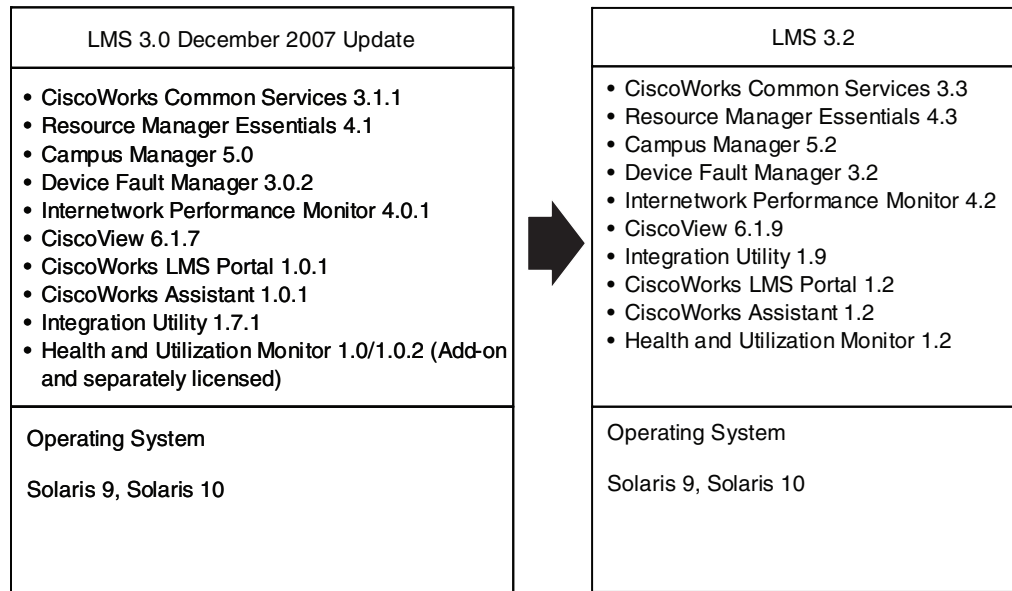 LMS 3.0 December 2007 Update
• CiscoWorks Common Services 3.1.1
• Resource Manager Essentials 4.1
• Campus Manager 5.0
• Device Fault Manager 3.0.2
• Internetwork Performance Monitor 4.0.1
• CiscoView 6.1.7
• CiscoWorks LMS Portal 1.0.1
• CiscoWorks Assistant 1.0.1
• Integration Utility 1.7.1
• Health and Utilization Monitor 1.0/1.0.2 (Add-on
and separately licensed)
Operating System
Solaris 9, Solaris 10
LMS 3.2
• CiscoWorks Common Services 3.3
• Resource Manager Essentials 4.3
• Campus Manager 5.2
• Device Fault Manager 3.2
• Internetwork Performance Monitor 4.2
• CiscoView 6.1.9
• Integration Utility 1.9
• CiscoWorks LMS Portal 1.2
• CiscoWorks Assistant 1.2
• Health and Utilization Monitor 1.2
Operating System
Solaris 9, Solaris 10